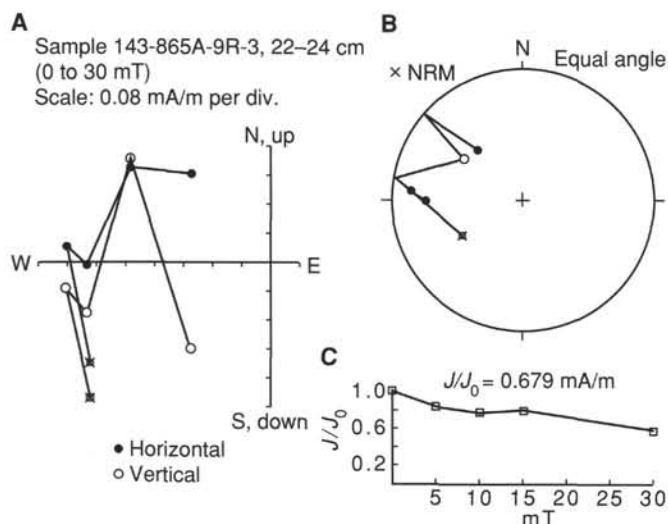 A
Sample 143-865A-9R-3, 22–24 cm
(0 to 30 mT)
Scale: 0.08 mA/m per div.
N, up
W
E
S, down
● Horizontal
○ Vertical
B
N
Equal angle
× NRM
C
J/J₀ = 0.679 mA/m
J/J₀
1.0
0.6
0.2
5 10 15 20 25 30
mT